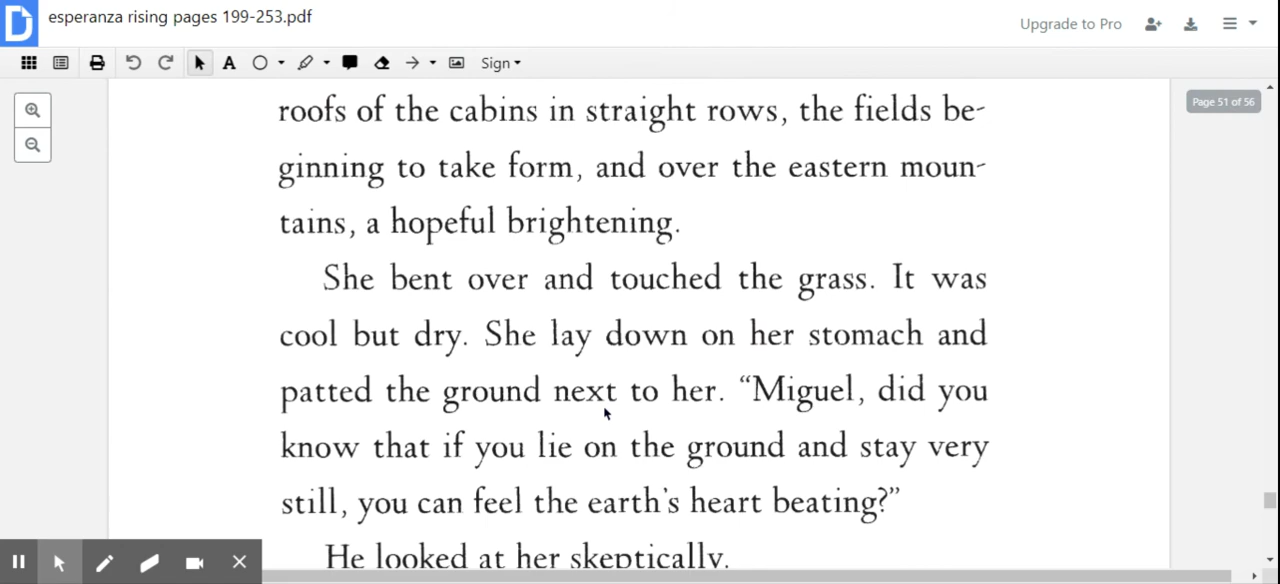 esperanza rising pages 199-253.pdf
Upgrade to Pro
A
Sign
Page 51 of 56
roofs of the cabins in straight rows, the fields be-
ginning to take form, and over the eastern moun-
tains, a hopeful brightening.
She bent over and touched the grass. It was
cool but dry. She lay down on her stomach and
patted the ground next to her. “Miguel, did you
know that if you lie on the ground and stay very
still, you can feel the earth's heart beating?”
He looked at her skeptically.